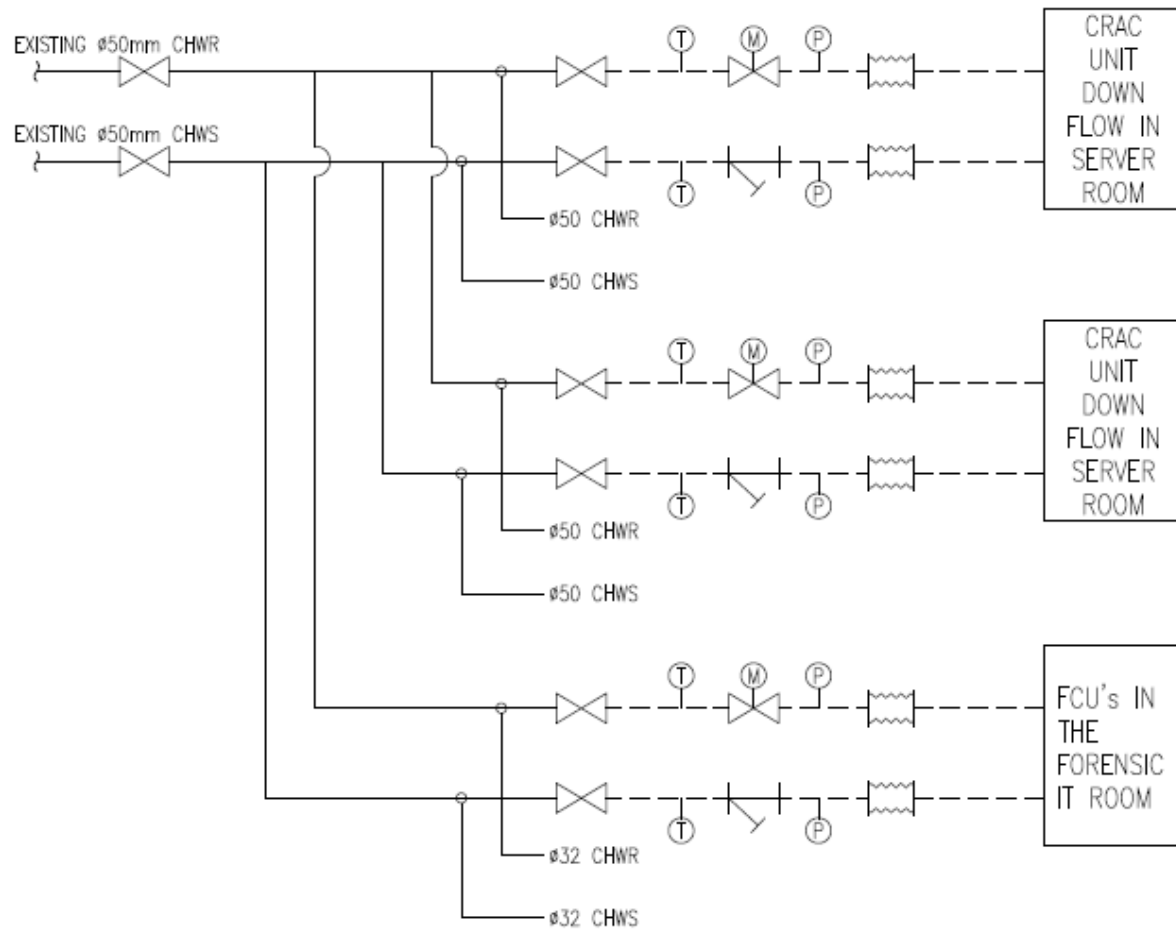 EXISTING ø50mm CHWR
EXISTING ø50mm CHWS
T
M
P
T
P
CRAC
UNIT
DOWN
FLOW IN
SERVER
ROOM
ø50 CHWR
ø50 CHWS
T
M
P
T
P
CRAC
UNIT
DOWN
FLOW IN
SERVER
ROOM
ø50 CHWR
ø50 CHWS
T
M
P
T
P
FCU's IN
THE
FORENSIC
IT ROOM
ø32 CHWR
ø32 CHWS